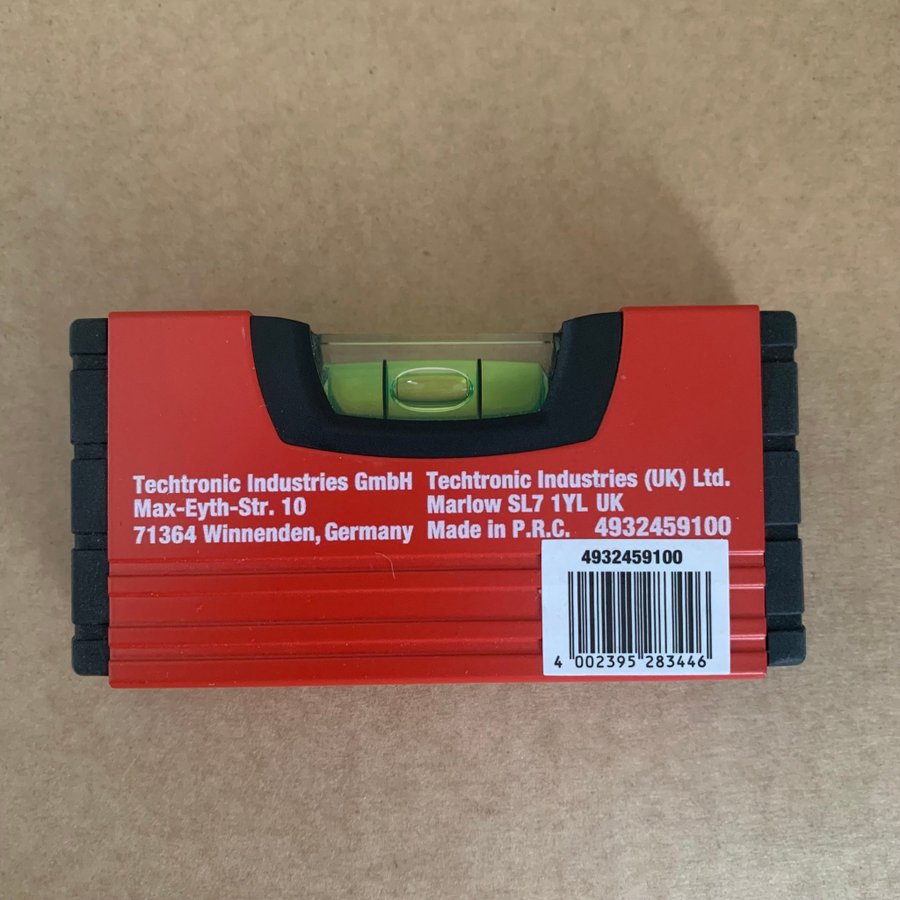 Techtronic Industries GmbH
Max-Eyth-Str. 10
71364 Winnenden, Germany
Techtronic Industries (UK) Ltd.
Marlow SL7 1YL UK
Made in P.R.C. 4932459100
4932459100
4 002395 283446